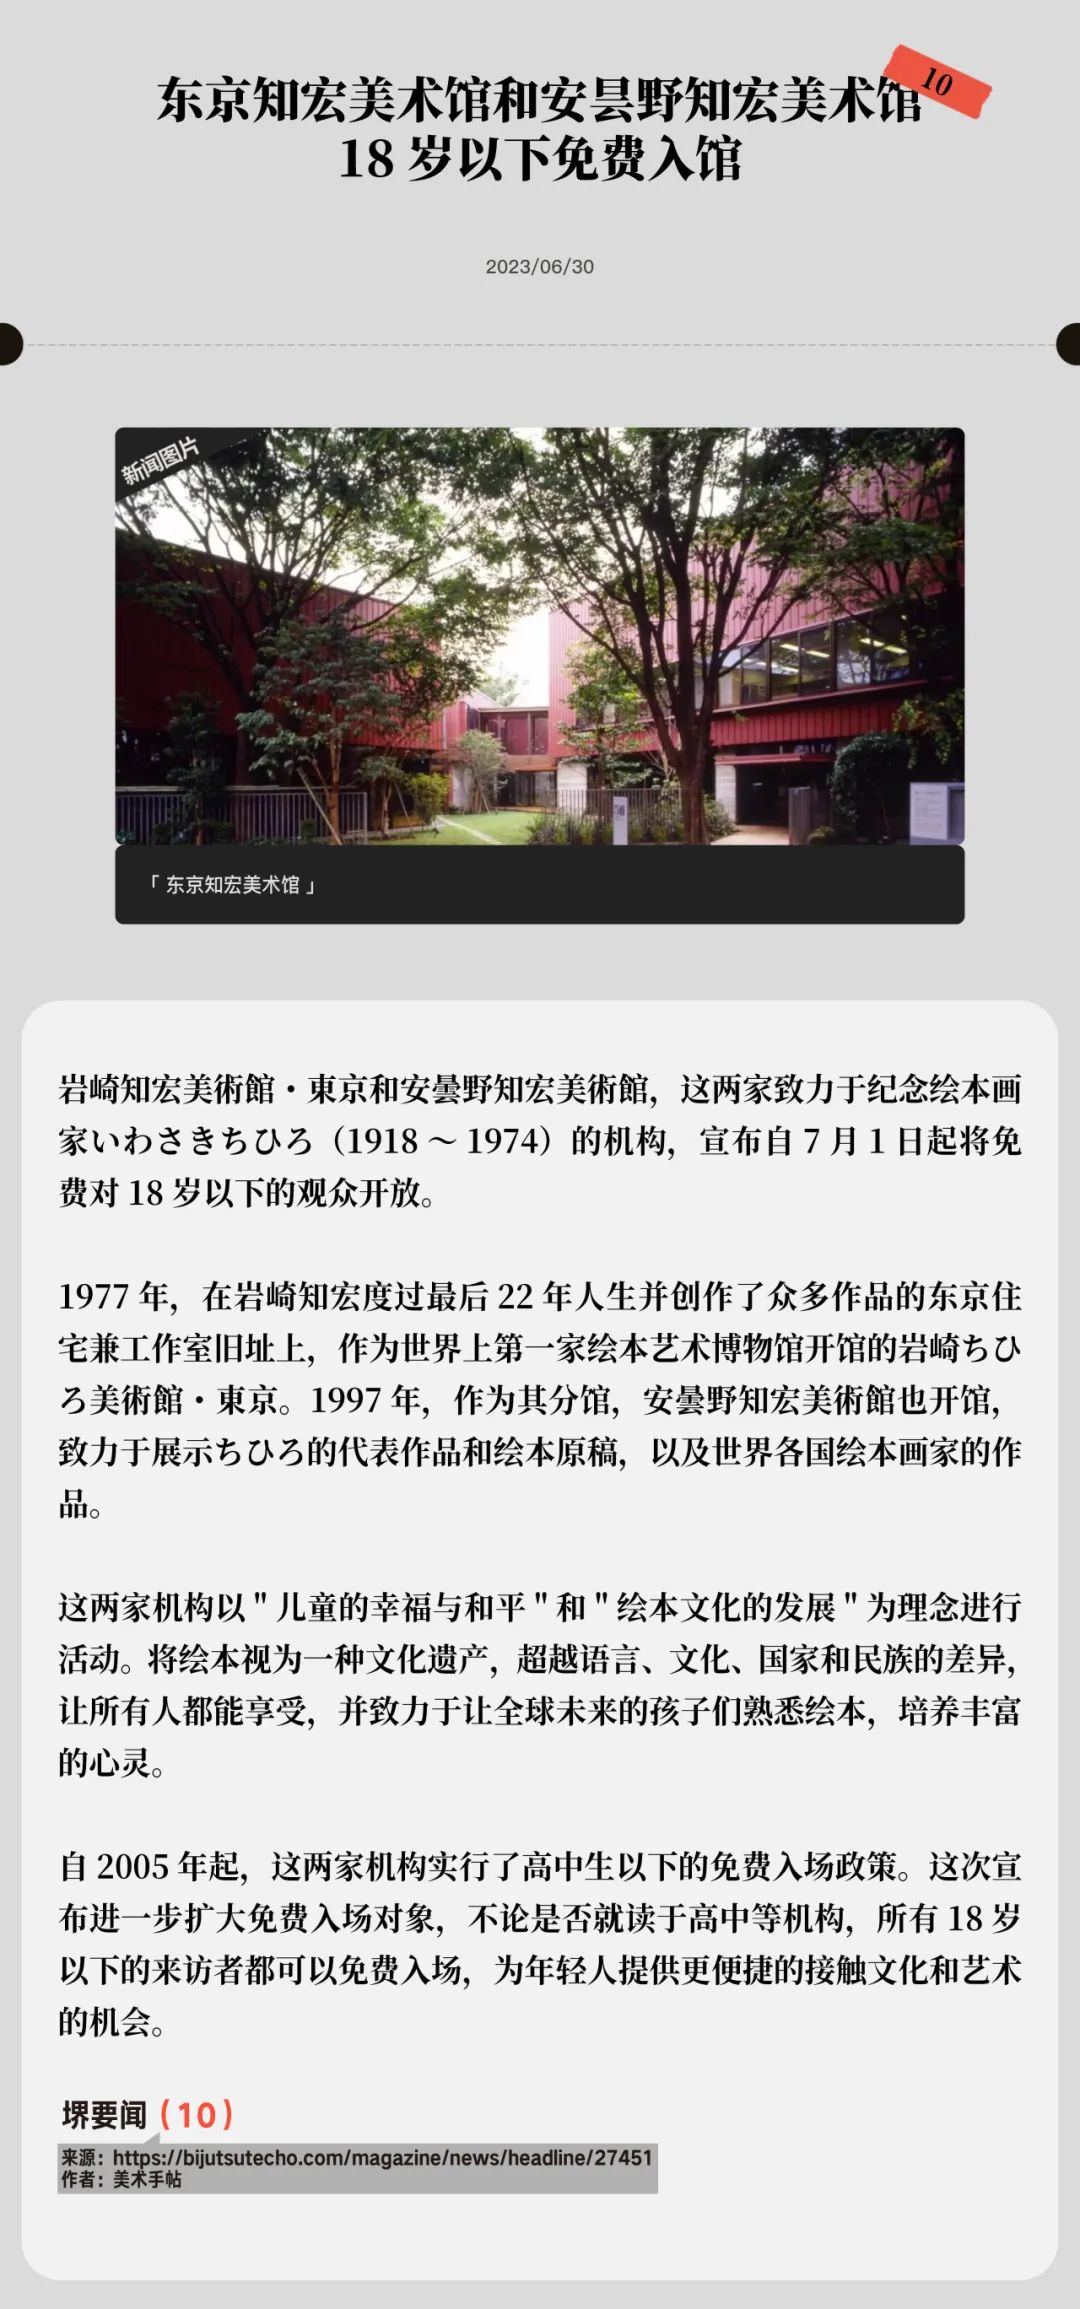 东京知宏美术馆和安昙野知宏美术馆
10
18 岁以下免费入馆
2023/06/30
新闻图片
「 东京知宏美术馆 」
岩崎知宏美術館・東京和安曇野知宏美術館，这两家致力于纪念绘本画
家いわさきちひろ（1918 ～ 1974）的机构，宣布自 7 月 1 日起将免
费对 18 岁以下的观众开放。
1977 年，在岩崎知宏度过最后 22 年人生并创作了众多作品的东京住
宅兼工作室旧址上，作为世界上第一家绘本艺术博物馆开馆的岩崎ちひ
ろ美術館・東京。1997 年，作为其分馆，安曇野知宏美術館也开馆，
致力于展示ちひろ的代表作品和绘本原稿，以及世界各国绘本画家的作
品。
这两家机构以 " 儿童的幸福与和平 " 和 " 绘本文化的发展 " 为理念进行
活动。将绘本视为一种文化遗产，超越语言、文化、国家和民族的差异，
让所有人都能享受，并致力于让全球未来的孩子们熟悉绘本，培养丰富
的心灵。
自 2005 年起，这两家机构实行了高中生以下的免费入场政策。这次宣
布进一步扩大免费入场对象，不论是否就读于高中等机构，所有 18 岁
以下的来访者都可以免费入场，为年轻人提供更便捷的接触文化和艺术
的机会。
堺要闻（10）
来源：https://bijutsutecho.com/magazine/news/headline/27451
作者：美术手帖